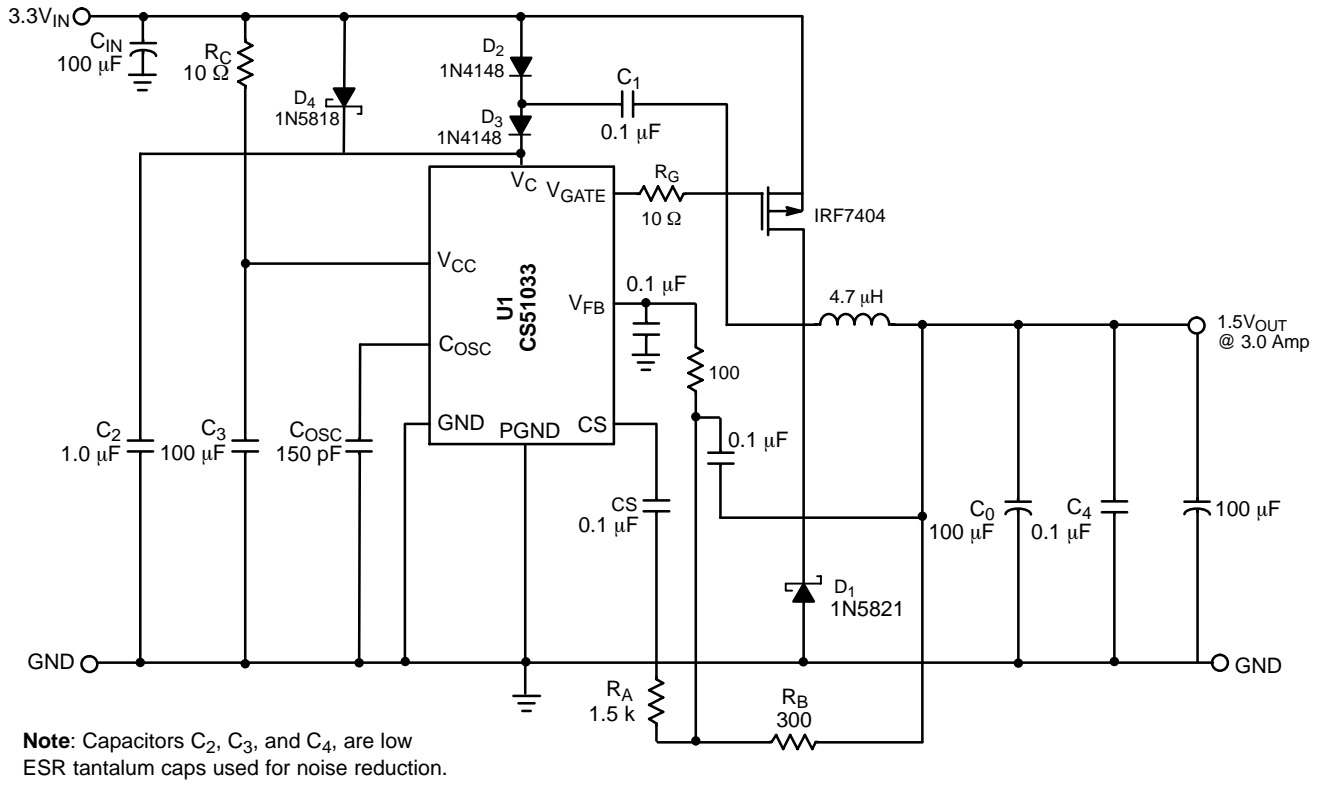 3.3VIN
CIN
100 μF
RC
10 Ω
D4
1N5818
D2
1N4148
D3
1N4148
C1
0.1 μF
VC
VGATE
RG
10 Ω
IRF7404
VCC
U1
CS51033
VFB
0.1 μF
4.7 μH
1.5VOUT
@ 3.0 Amp
COSC
100
GND
PGND
CS
C2
1.0 μF
C3
100 μF
COSC
150 pF
0.1 μF
CS
0.1 μF
C0
100 μF
C4
0.1 μF
100 μF
D1
1N5821
GND
GND
RA
1.5 k
RB
300
Note: Capacitors C2, C3, and C4, are low
ESR tantalum caps used for noise reduction.